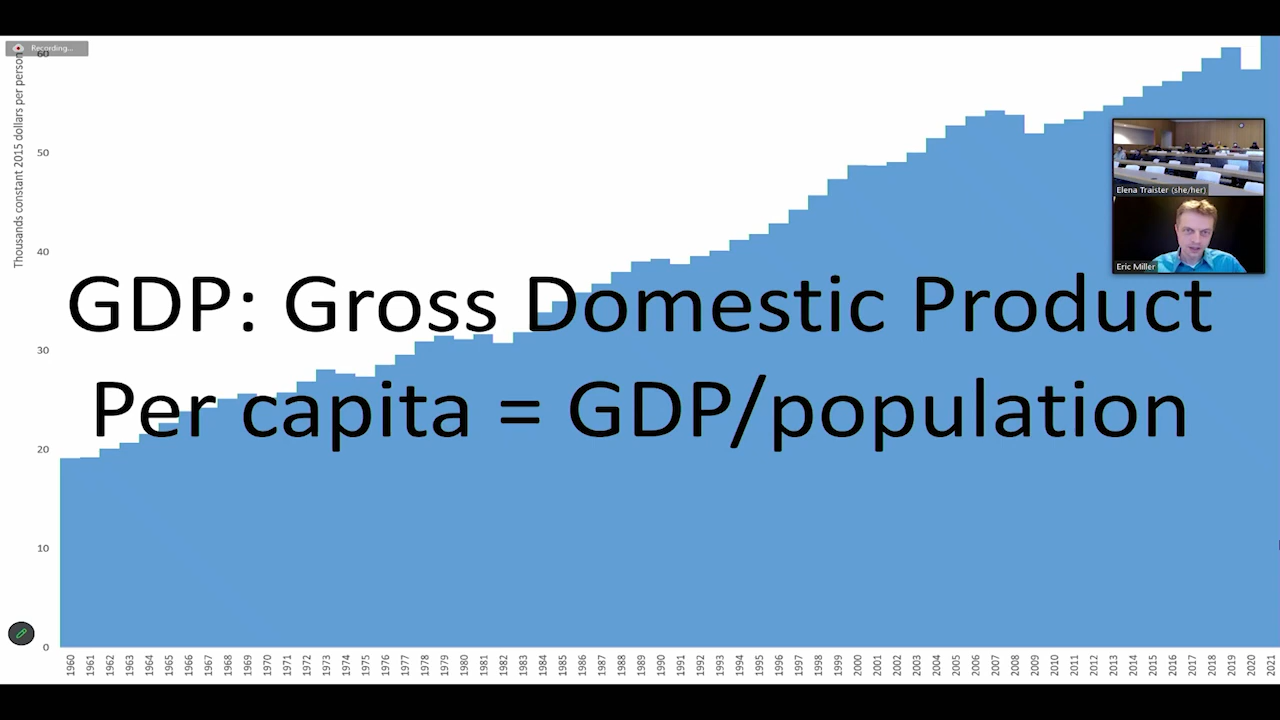 Recording...
Thousands constant 2015 dollars per person
60
50
40
30
20
10
0
GDP: Gross Domestic Product
Per capita = GDP/population
Elena Traister (she/her)
Eric Miller
1960 1961 1962 1963 1964 1965 1966 1967 1968 1969 1970 1971 1972 1973 1974 1975 1976 1977 1978 1979 1980 1981 1982 1983 1984 1985 1986 1987 1988 1989 1990 1991 1992 1993 1994 1995 1996 1997 1998 1999 2000 2001 2002 2003 2004 2005 2006 2007 2008 2009 2010 2011 2012 2013 2014 2015 2016 2017 2018 2019 2020 2021